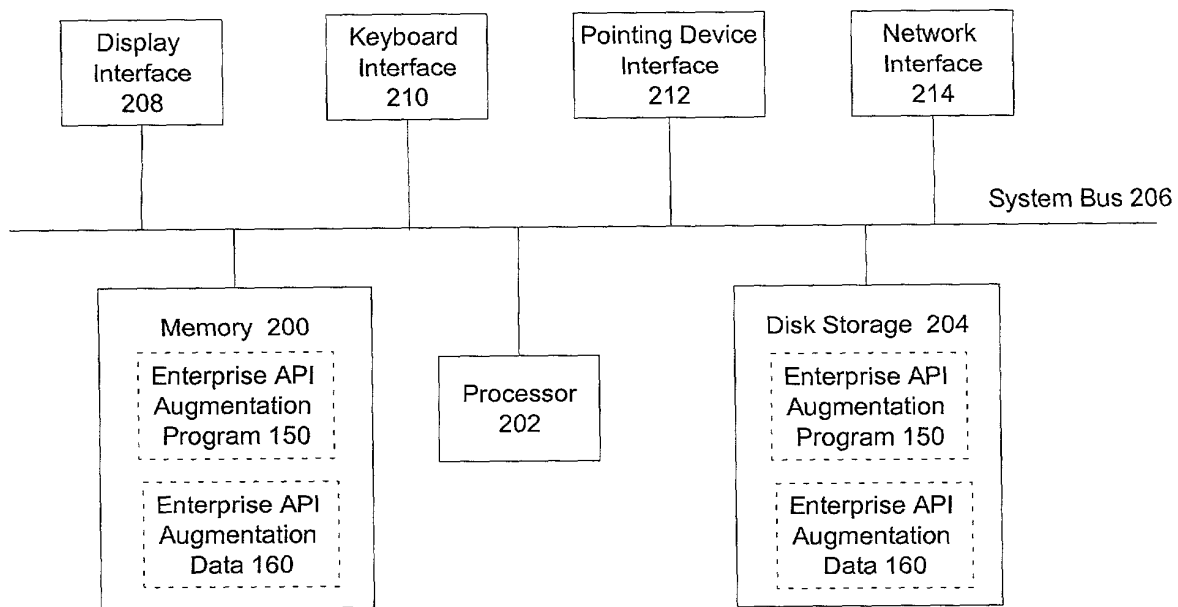 Display
Interface
208
Keyboard
Interface
210
Pointing Device
Interface
212
Network
Interface
214
System Bus 206
Memory 200
Enterprise API
Augmentation
Program 150
Enterprise API
Augmentation
Data 160
Processor
202
Disk Storage 204
Enterprise API
Augmentation
Program 150
Enterprise API
Augmentation
Data 160